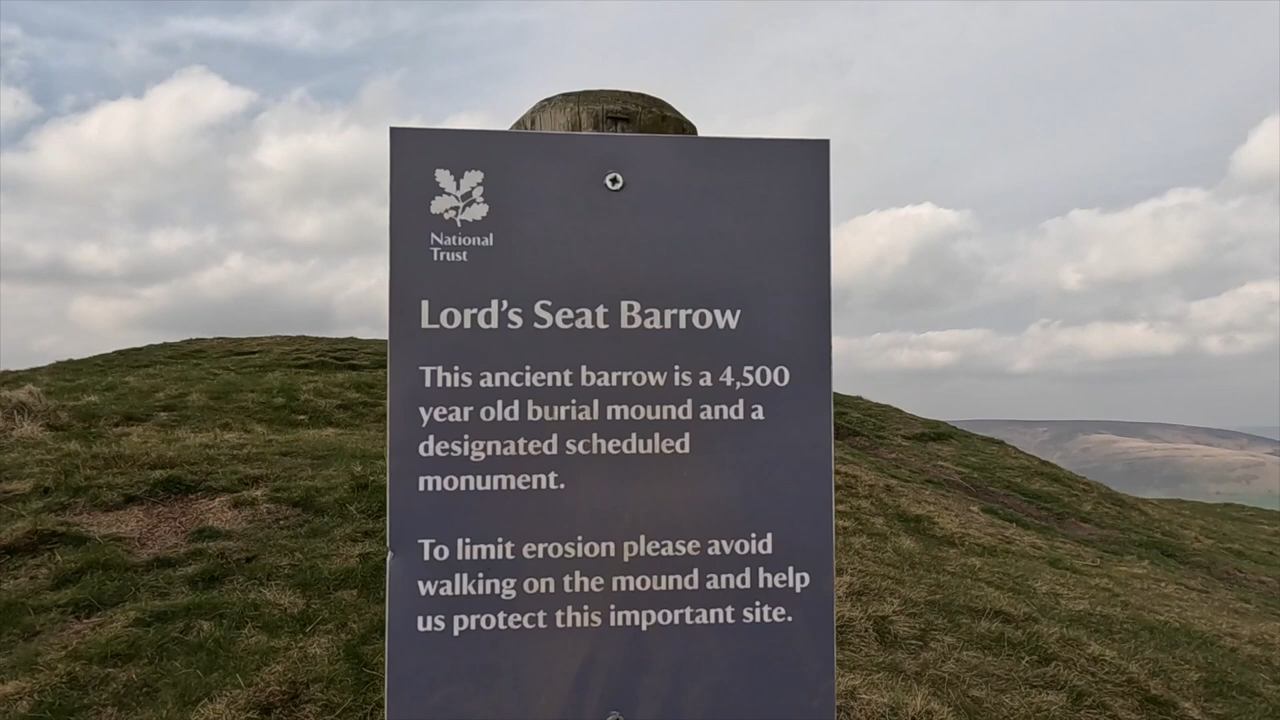 National
Trust
Lord's Seat Barrow
This ancient barrow is a 4,500
year old burial mound and a
designated scheduled
monument.
To limit erosion please avoid
walking on the mound and help
us protect this important site.